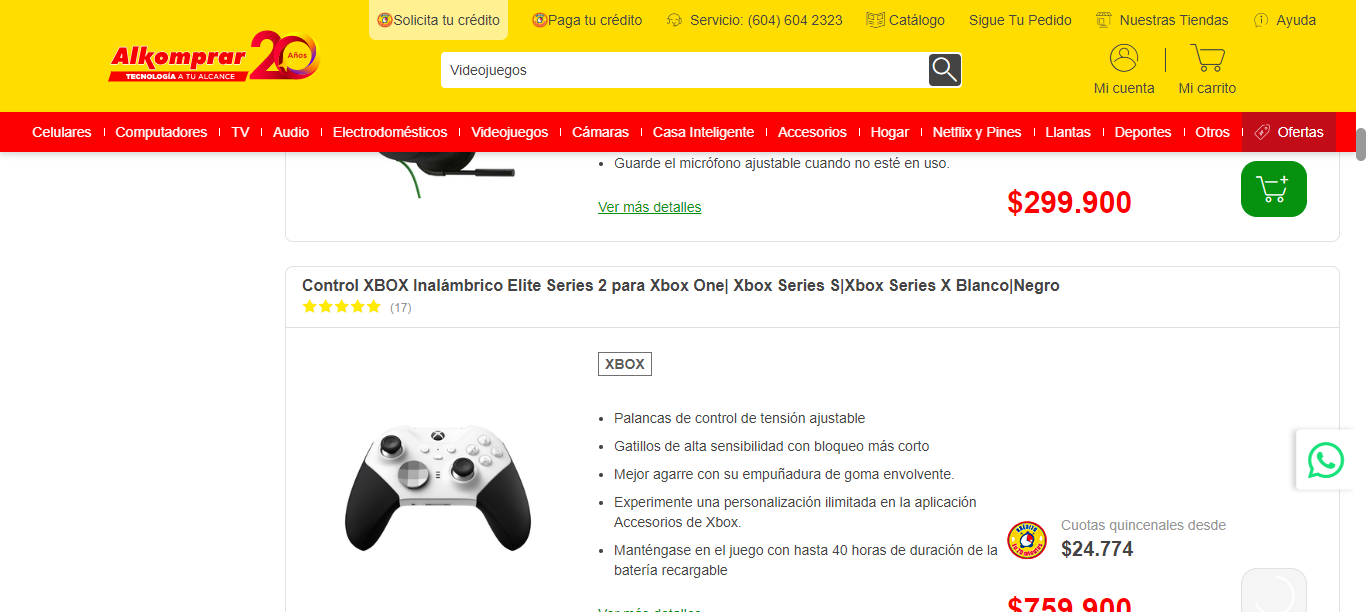 Solicita tu crédito
Paga tu crédito
Servicio: (604) 604 2323
Catálogo
Sigue Tu Pedido
Nuestras Tiendas
Ayuda
Alkomprar 20 Años
TECNOLOGÍA A TU ALCANCE
Videojuegos
Mi cuenta
Mi carrito
Celulares
Computadores
TV
Audio
Electrodomésticos
Videojuegos
Cámaras
Casa Inteligente
Accesorios
Hogar
Netflix y Pines
Llantas
Deportes
Otros
Ofertas
• Guarde el micrófono ajustable cuando no esté en uso.
Ver más detalles
$299.900
Control XBOX Inalámbrico Elite Series 2 para Xbox One| Xbox Series S|Xbox Series X Blanco|Negro
(17)
XBOX
• Palancas de control de tensión ajustable
• Gatillos de alta sensibilidad con bloqueo más corto
• Mejor agarre con su empuñadura de goma envolvente.
• Experimente una personalización ilimitada en la aplicación
Accesorios de Xbox.
• Manténgase en el juego con hasta 40 horas de duración de la
batería recargable
Cuotas quincenales desde
$24.774
Ver más detalles
$759.900